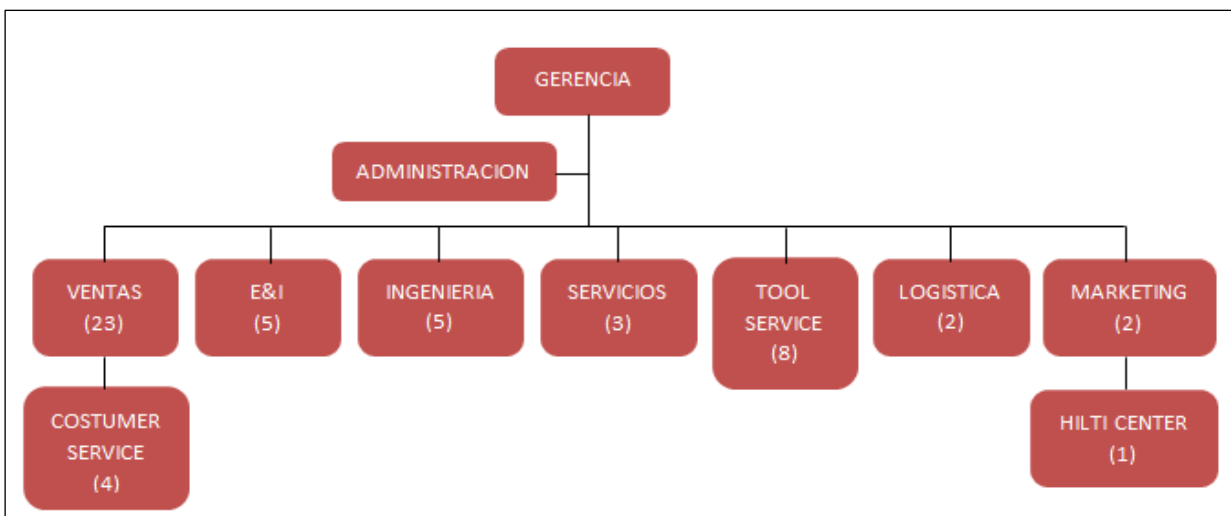 GERENCIA
ADMINISTRACION
VENTAS
(23)
E&I
(5)
INGENIERIA
(5)
SERVICIOS
(3)
TOOL
SERVICE
(8)
LOGISTICA
(2)
MARKETING
(2)
COSTUMER
SERVICE
(4)
HILTI CENTER
(1)